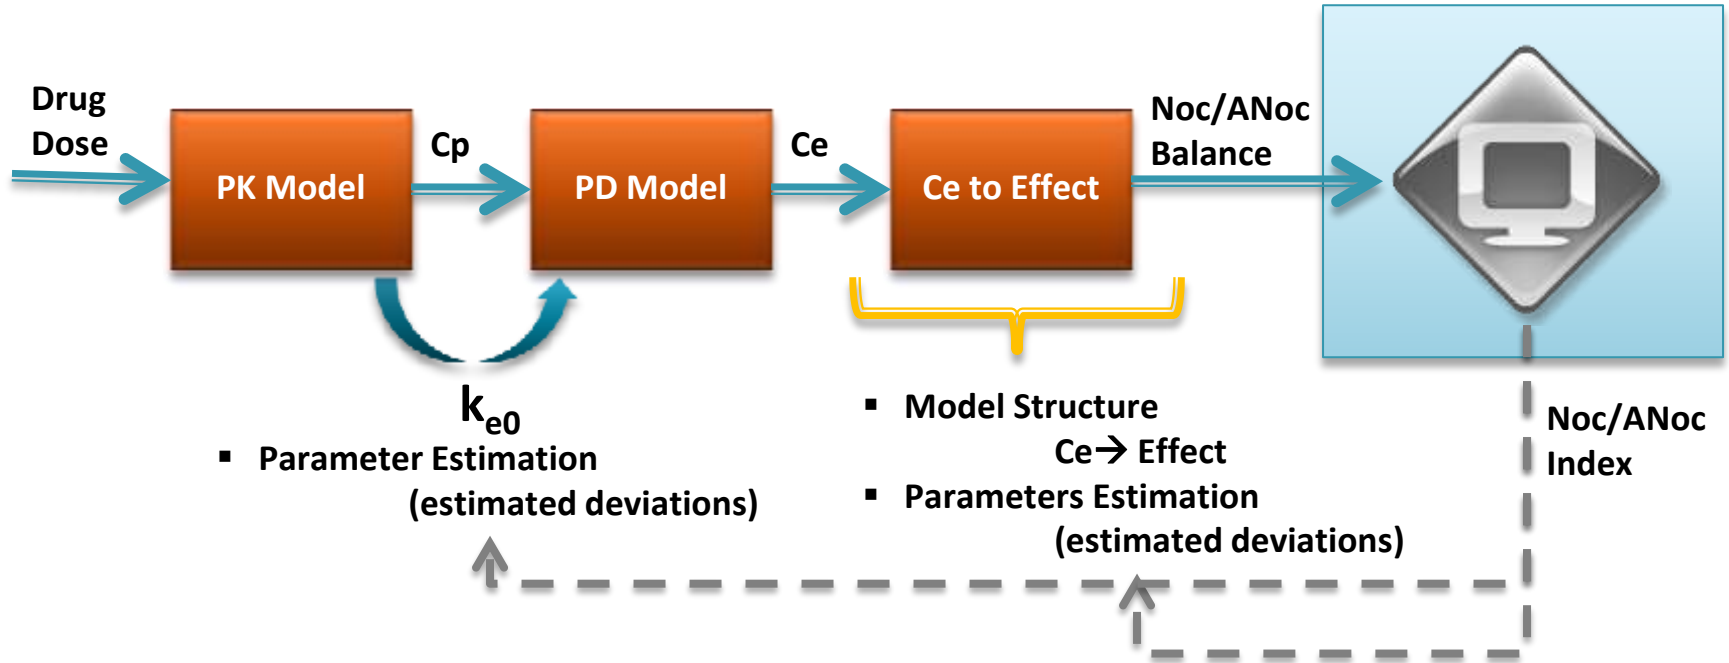 Drug
Dose
PK Model
Cp
PD Model
Ce
Ce to Effect
Noc/ANoc
Balance
ke0
▪ Parameter Estimation
(estimated deviations)
▪ Model Structure
Ce→ Effect
▪ Parameters Estimation
(estimated deviations)
Noc/ANoc
Index